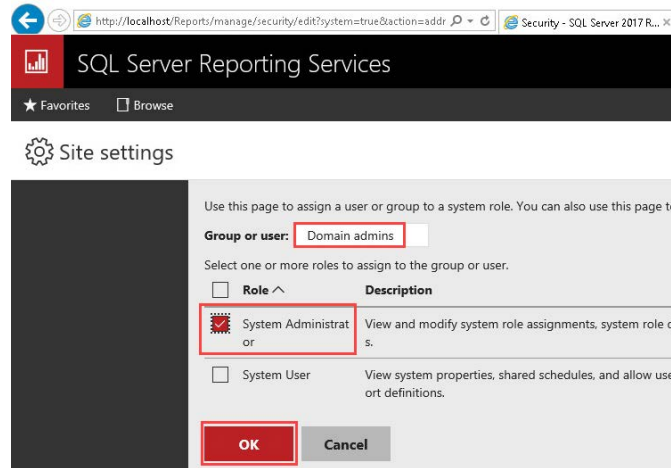 http://localhost/Reports/manage/security/edit?system=true&action=addr
Security - SQL Server 2017 R...
SQL Server Reporting Services
Favorites Browse
Site settings
Use this page to assign a user or group to a system role. You can also use this page t
Group or user: Domain admins
Select one or more roles to assign to the group or user.
Role Description
System Administrat View and modify system role assignments, system role
or s.
System User View system properties, shared schedules, and allow use
ort definitions.
OK Cancel